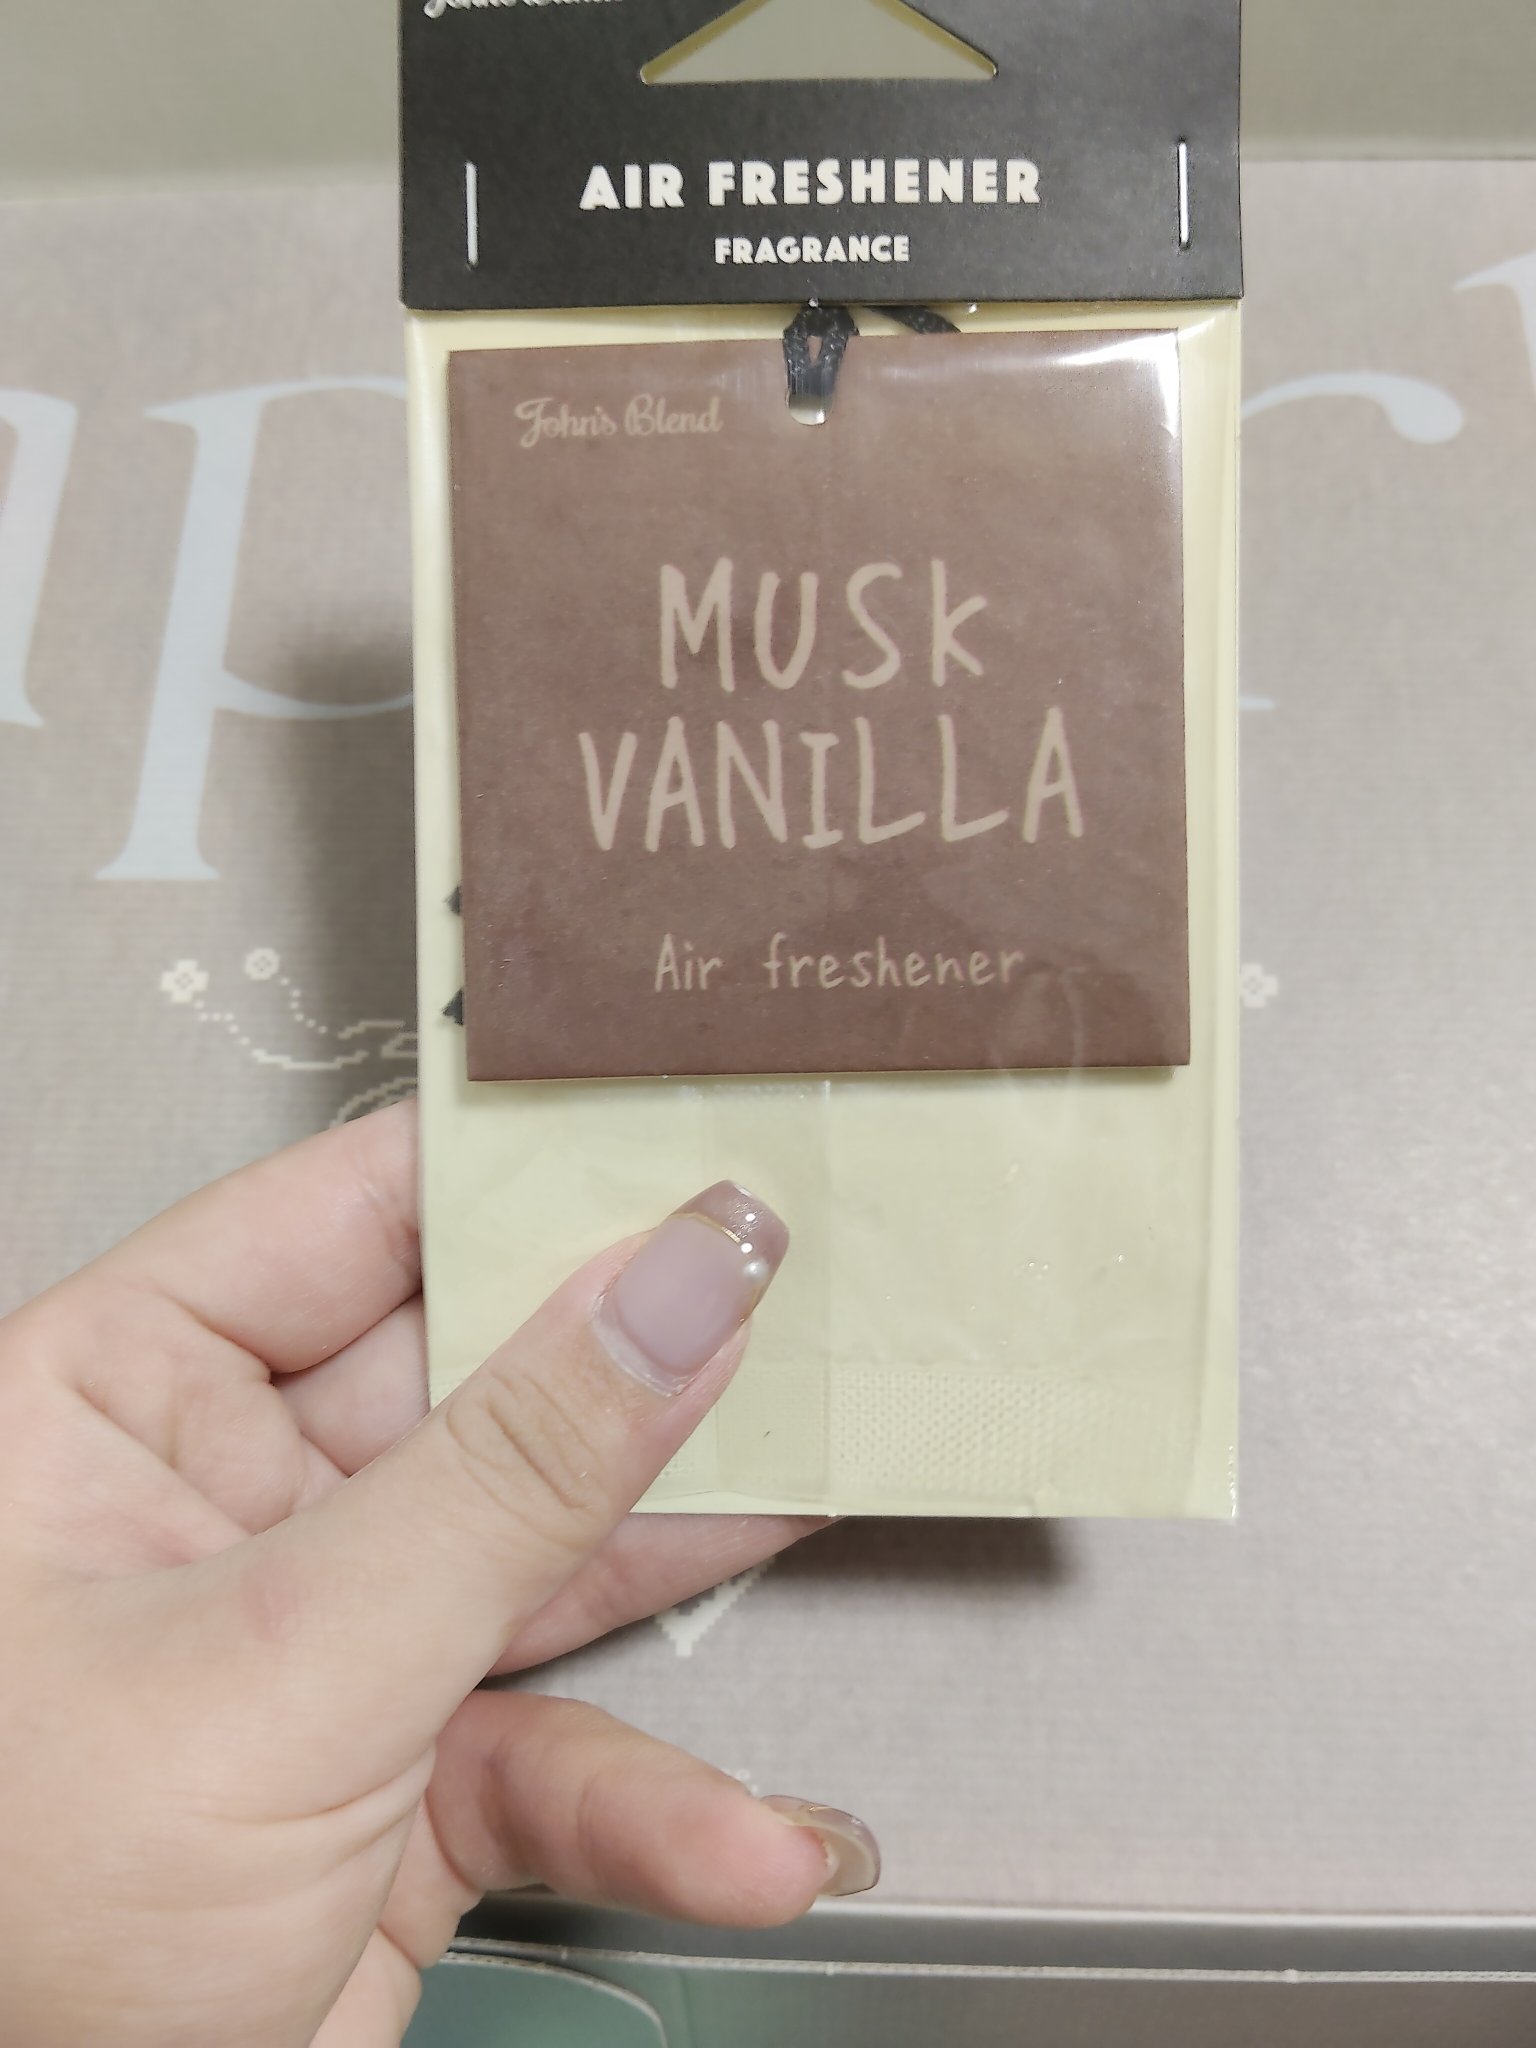 AIR FRESHENER
FRAGRANCE
John's Blend
MUSK
VANILLA
Air freshener